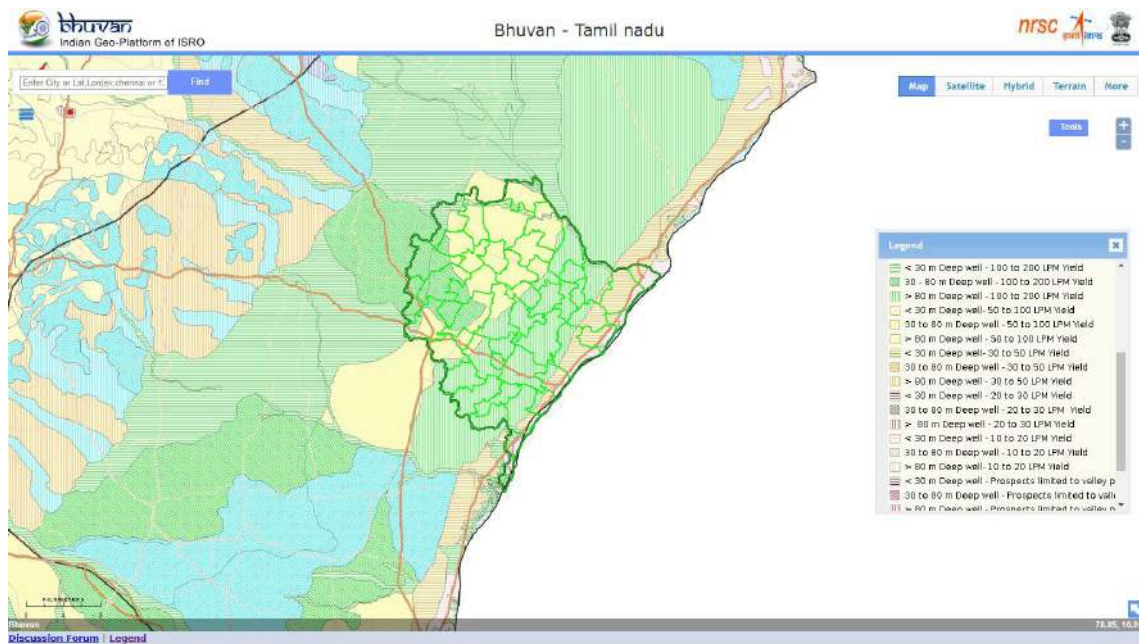 bhuvan
Indian Geo-Platform of ISRO
Bhuvan - Tamil nadu
nrsc
Find
Map Satellite Hybrid Terrain More
Tools
+
-
Legend
< 30 m Deep well - 100 to 200 LPM Yield
30 - 80 m Deep well - 100 to 200 LPM Yield
> 80 m Deep well - 100 to 200 LPM Yield
< 30 m Deep well- 50 to 100 LPM Yield
30 to 80 m Deep well - 50 to 100 LPM Yield
> 80 m Deep well - 50 to 100 LPM Yield
< 30 m Deep well- 30 to 50 LPM Yield
30 to 80 m Deep well - 30 to 50 LPM Yield
> 80 m Deep well - 30 to 50 LPM Yield
< 30 m Deep well - 20 to 30 LPM Yield
30 to 80 m Deep well - 20 to 30 LPM Yield
> 80 m Deep well - 20 to 30 LPM Yield
< 30 m Deep well - 10 to 20 LPM Yield
30 to 80 m Deep well - 10 to 20 LPM Yield
> 80 m Deep well- 10 to 20 LPM Yield
< 30 m Deep well - Prospects limited to valley p
30 to 80 m Deep well - Prospects limited to vall
> 80 m Deep well - Prospects limited to valley p
Bhuvan
Discussion Forum | Legend